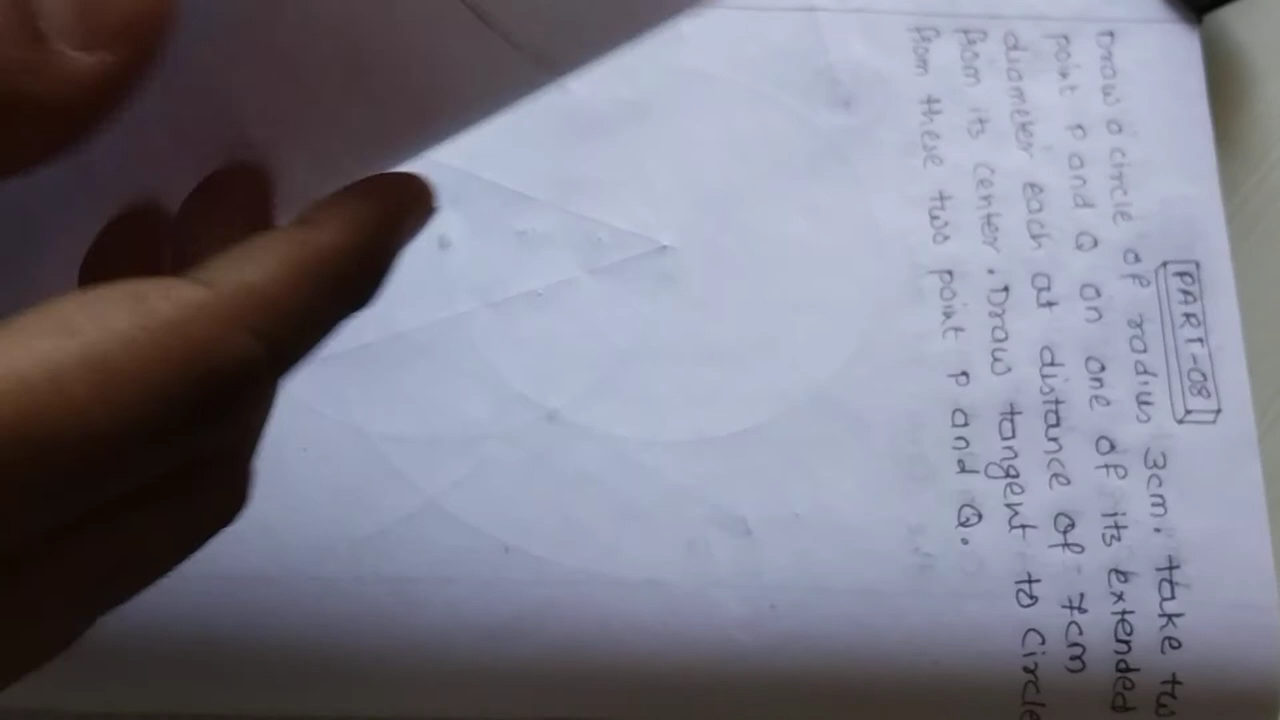 PART-08
Draw a circle of radius 3cm. take tw
point P and Q on one of its extended
diameter each at distance of 7cm
from its center. Draw tangent to circle
from these two point P and Q.